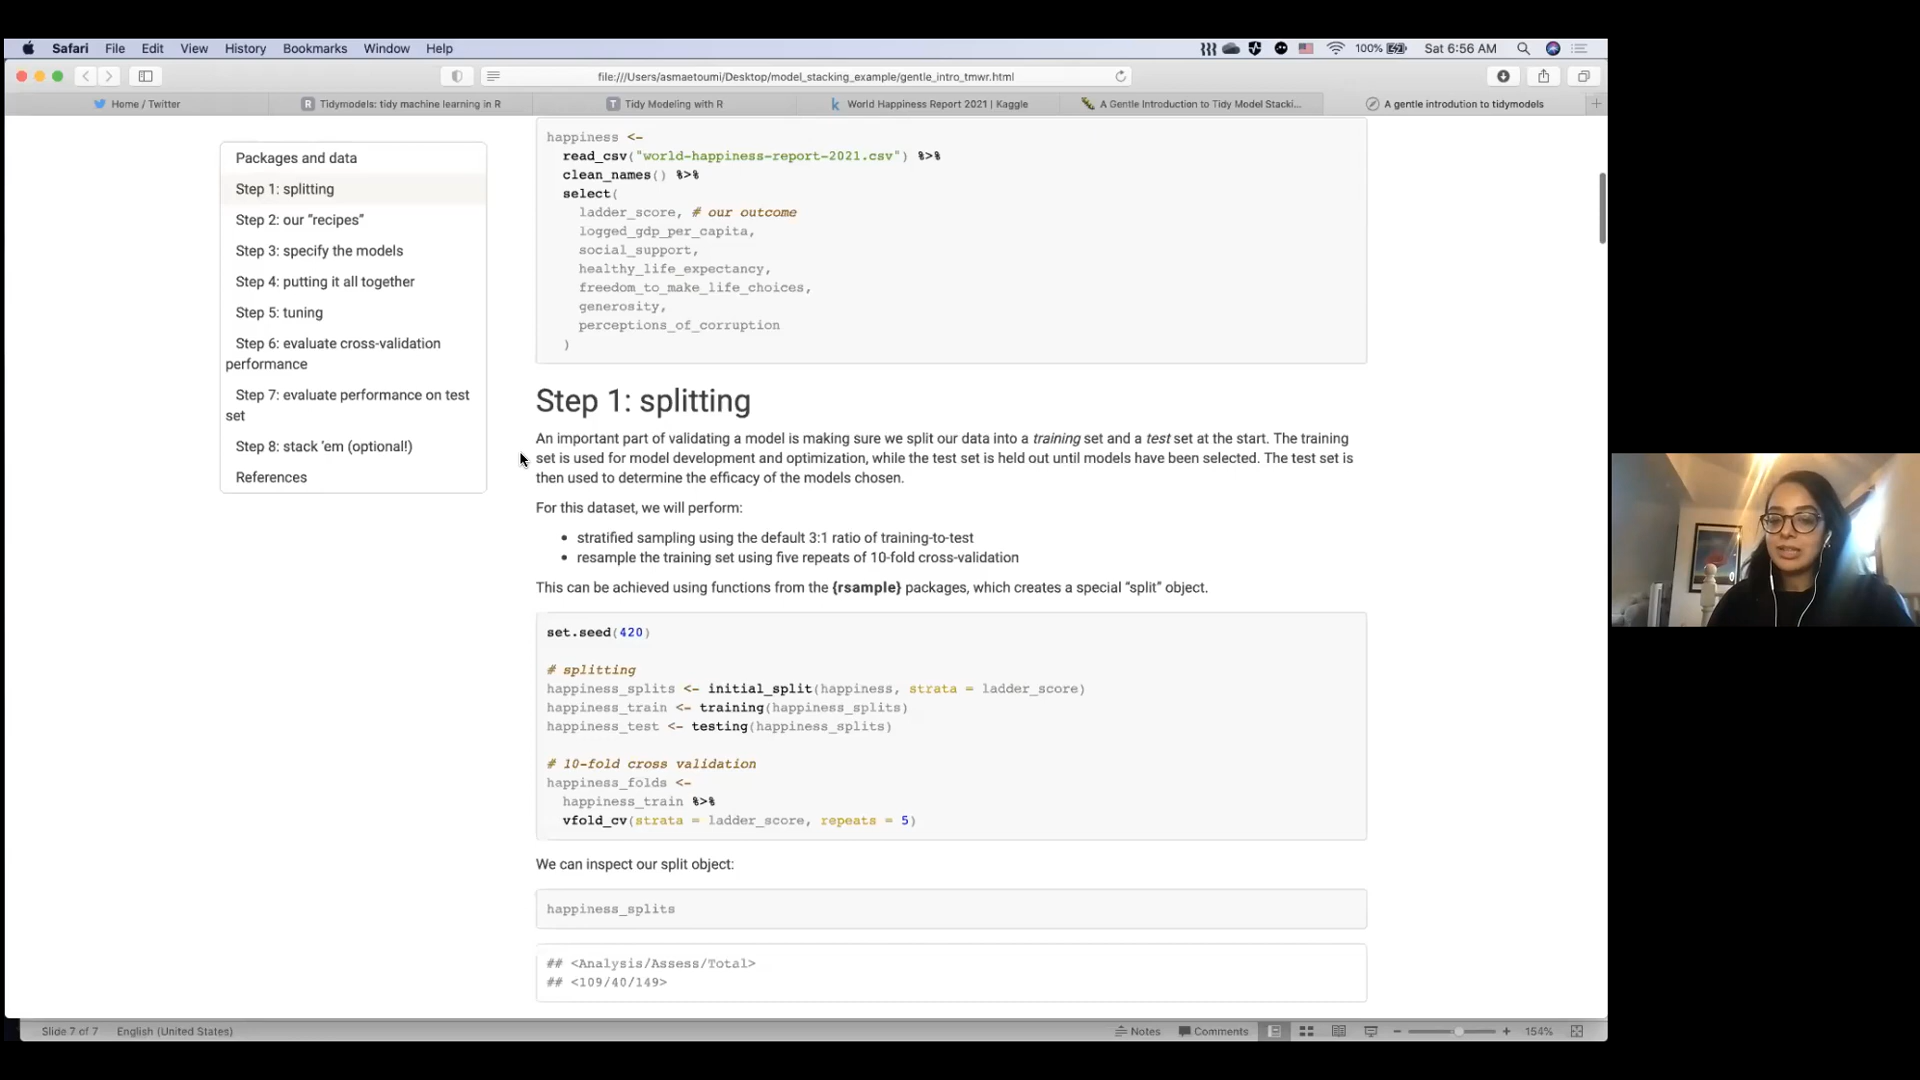 Safari File Edit View History Bookmarks Window Help
100% Sat 6:56 AM
file:///Users/asmaetoumi/Desktop/model_stacking_example/gentle_intro_tmwr.html
Home / Twitter
Tidymodels: tidy machine learning in R
Tidy Modeling with R
World Happiness Report 2021 | Kaggle
A Gentle Introduction to Tidy Model Stacki...
A gentle introdution to tidymodels
Packages and data
Step 1: splitting
Step 2: our “recipes”
Step 3: specify the models
Step 4: putting it all together
Step 5: tuning
Step 6: evaluate cross-validation
performance
Step 7: evaluate performance on test
set
Step 8: stack ’em (optional!)
References
happiness <-
read_csv("world-happiness-report-2021.csv") %>%
clean_names() %>%
select(
ladder_score, # our outcome
logged_gdp_per_capita,
social_support,
healthy_life_expectancy,
freedom_to_make_life_choices,
generosity,
perceptions_of_corruption
)
Step 1: splitting
An important part of validating a model is making sure we split our data into a training set and a test set at the start. The training
set is used for model development and optimization, while the test set is held out until models have been selected. The test set is
then used to determine the efficacy of the models chosen.
For this dataset, we will perform:
• stratified sampling using the default 3:1 ratio of training-to-test
• resample the training set using five repeats of 10-fold cross-validation
This can be achieved using functions from the {rsample} packages, which creates a special “split” object.
set.seed(420)
# splitting
happiness_splits <- initial_split(happiness, strata = ladder_score)
happiness_train <- training(happiness_splits)
happiness_test <- testing(happiness_splits)
# 10-fold cross validation
happiness_folds <-
happiness_train %>%
vfold_cv(strata = ladder_score, repeats = 5)
We can inspect our split object:
happiness_splits
## <Analysis/Assess/Total>
## <109/40/149>
Slide 7 of 7 English (United States)
Notes Comments 154%